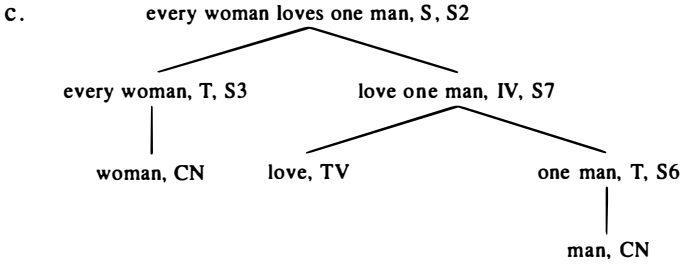 c. every woman loves one man, S, S2
every woman, T, S3 love one man, IV, S7
woman, CN love, TV one man, T, S6
man, CN